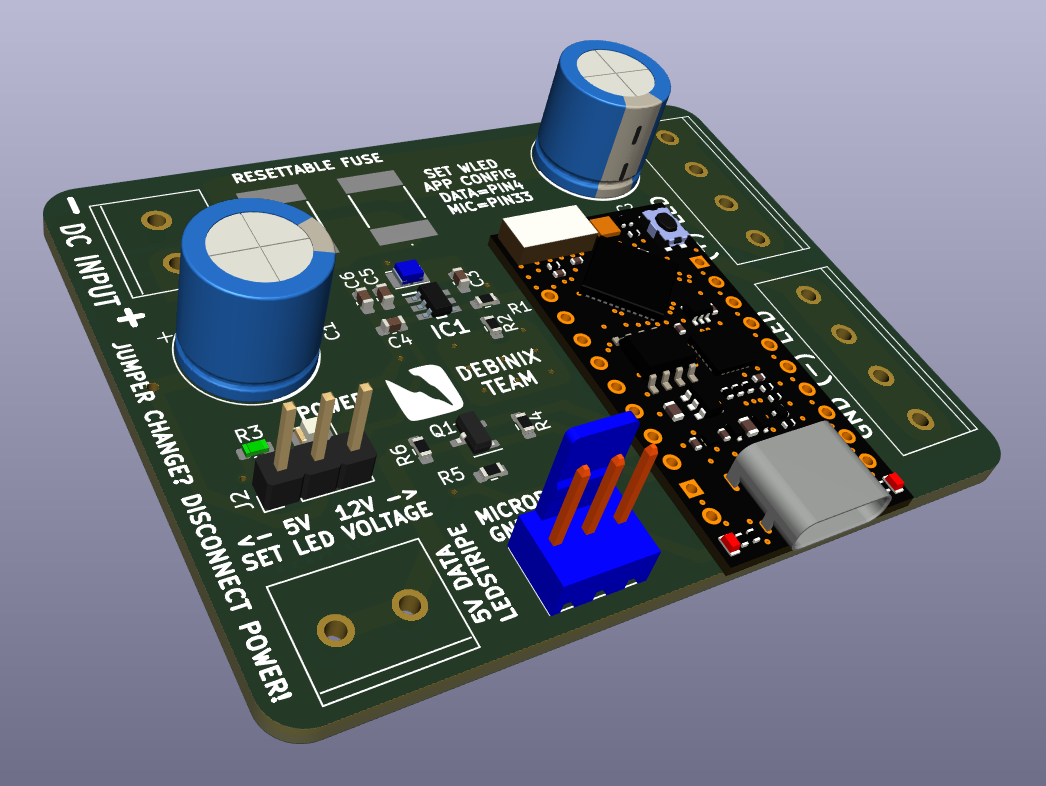 RESETTABLE FUSE
SET WLED
APP CONFIG
DATA=PIN4
MIC=PIN33
- DC INPUT +
+
C6
C5
C3
C1
C4
IC1
R1
R2
DEBINIX
TEAM
POWER
R3
Q1
R4
R6
R5
J2
<- 5V 12V ->
SET LED VOLTAGE
5V DATA
LEDSTRIPE
LED (-)
GND
JUMPER CHANGE? DISCONNECT POWER!